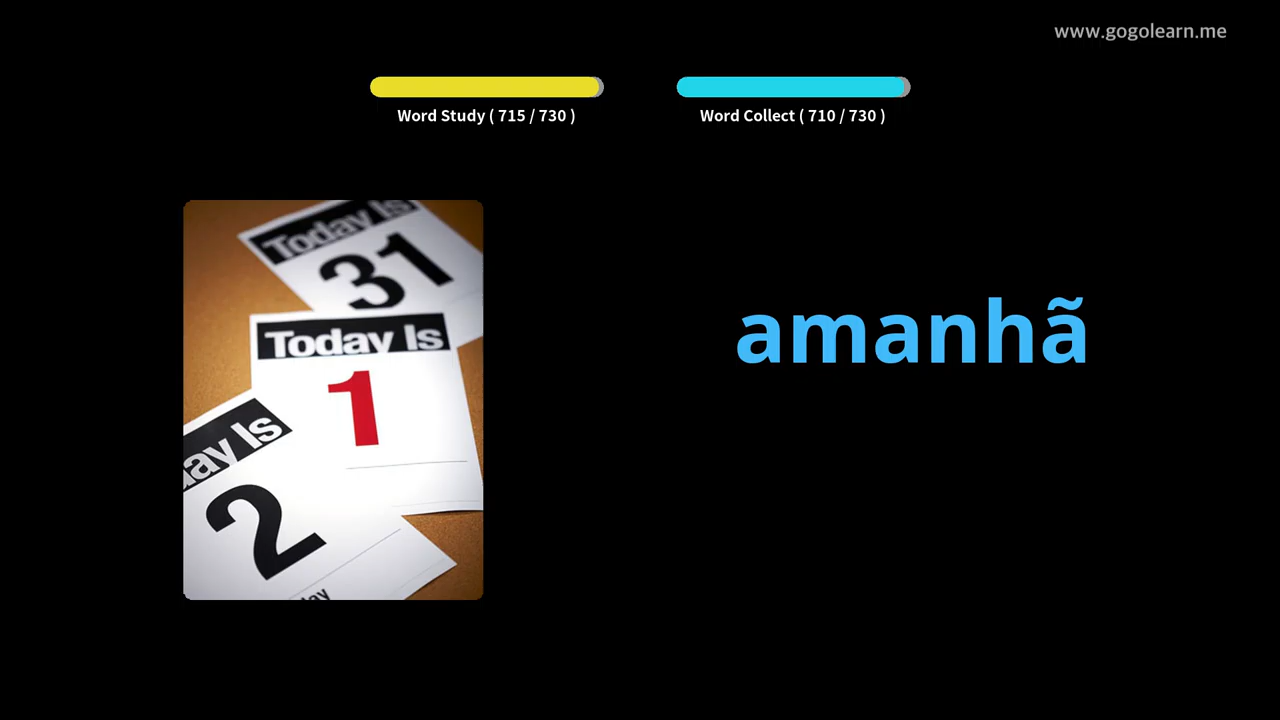 www.gogolearn.me
Word Study ( 715 / 730 )
Word Collect ( 710 / 730 )
Today Is
31
Today Is
1
amanhã
ay Is
2